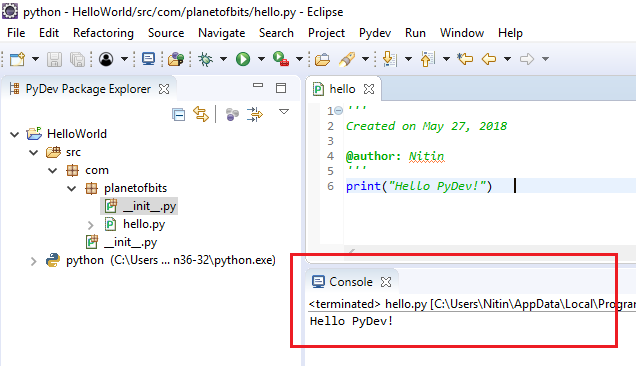 python - HelloWorld/src/com/planetofbits/hello.py - Eclipse
File Edit Refactoring Source Navigate Search Project Pydev Run Window Help
PyDev Package Explorer
HelloWorld
src
com
planetofbits
__init__.py
hello.py
__init__.py
python (C:\Users ... n36-32\python.exe)
hello
1 '''
2 Created on May 27, 2018
3
4 @author: Nitin
5 '''
6 print("Hello PyDev!")
Console
<terminated> hello.py [C:\Users\Nitin\AppData\Local\Progra
Hello PyDev!